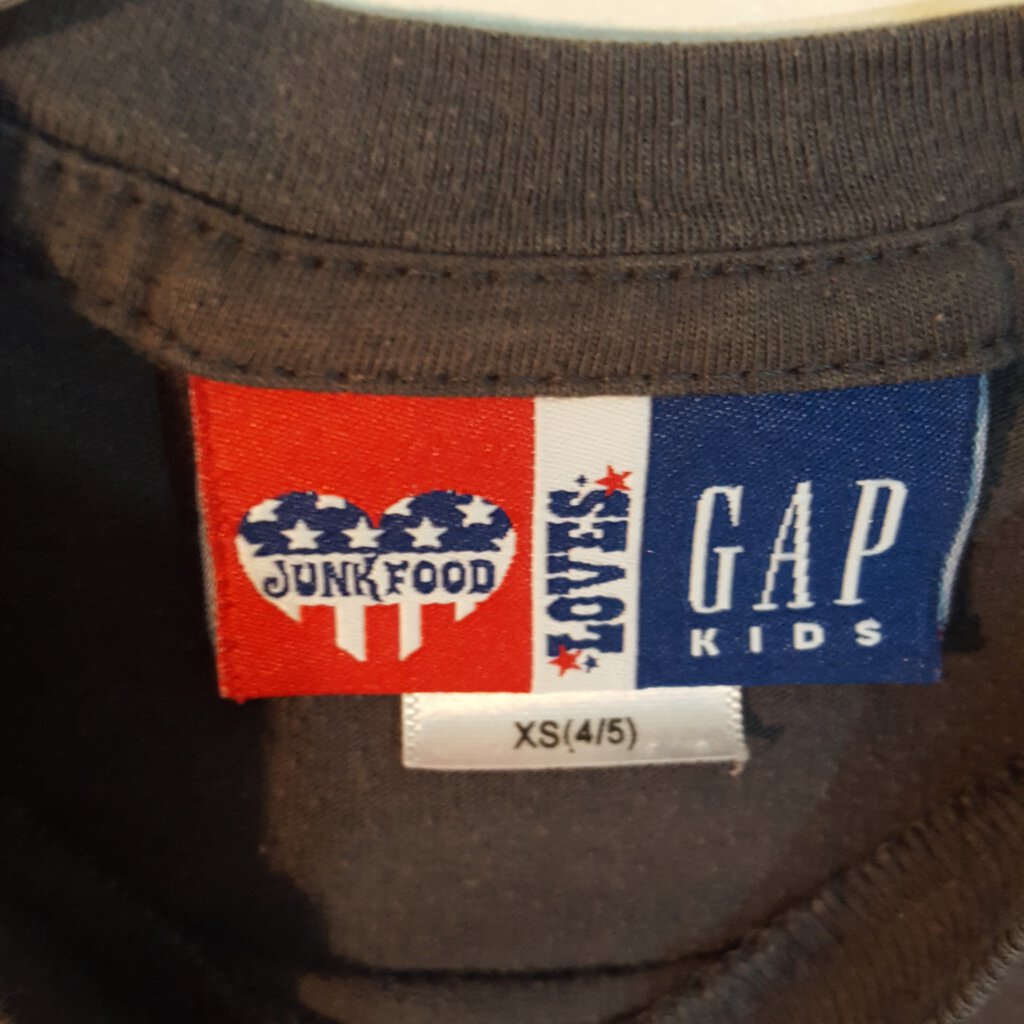 JUNK FOOD
LOVES
GAP
KIDS
XS(4/5)